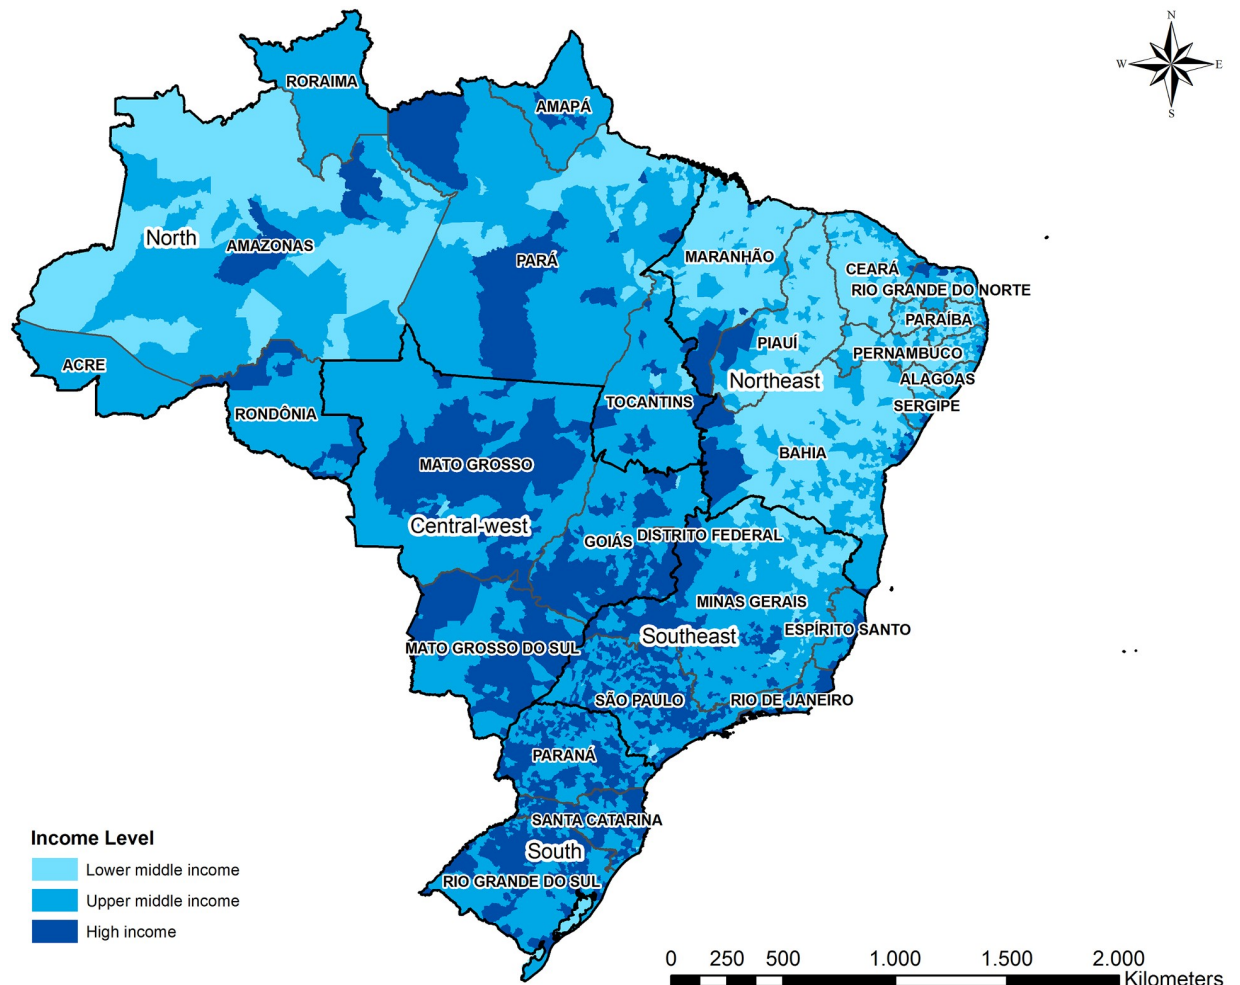 N
W
E
S
RORAIMA
AMAPÁ
North
AMAZONAS
PARÁ
MARANHÃO
CEARÁ
RIO GRANDE DO NORTE
PARAÍBA
PIAUÍ
PERNAMBUCO
ACRE
Northeast
ALAGOAS
TOCANTINS
SERGIPE
RONDÔNIA
BAHIA
MATO GROSSO
Central-west
GOIÁS
DISTRITO FEDERAL
MINAS GERAIS
ESPÍRITO SANTO
Southeast
MATO GROSSO DO SUL
SÃO PAULO
RIO DE JANEIRO
PARANÁ
SANTA CATARINA
South
RIO GRANDE DO SUL
Income Level
Lower middle income
Upper middle income
High income
0 250 500 1.000 1.500 2.000
Kilometers